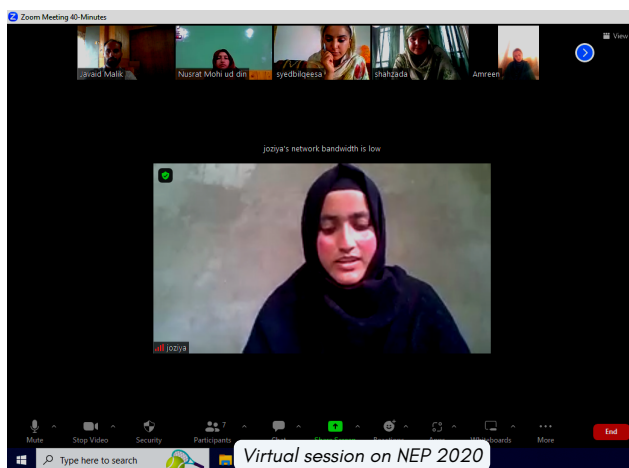 Zoom Meeting 40-Minutes
View
Javaid Malik
Nusrat Mohi ud din
syedbilqeesa
shahzada
Amreen
joziya's network bandwidth is low
joziya
7
Mute
Stop Video
Security
Participants
Chat
Share Screen
Reactions
Apps
Whiteboards
More
End
Type here to search
Virtual session on NEP 2020